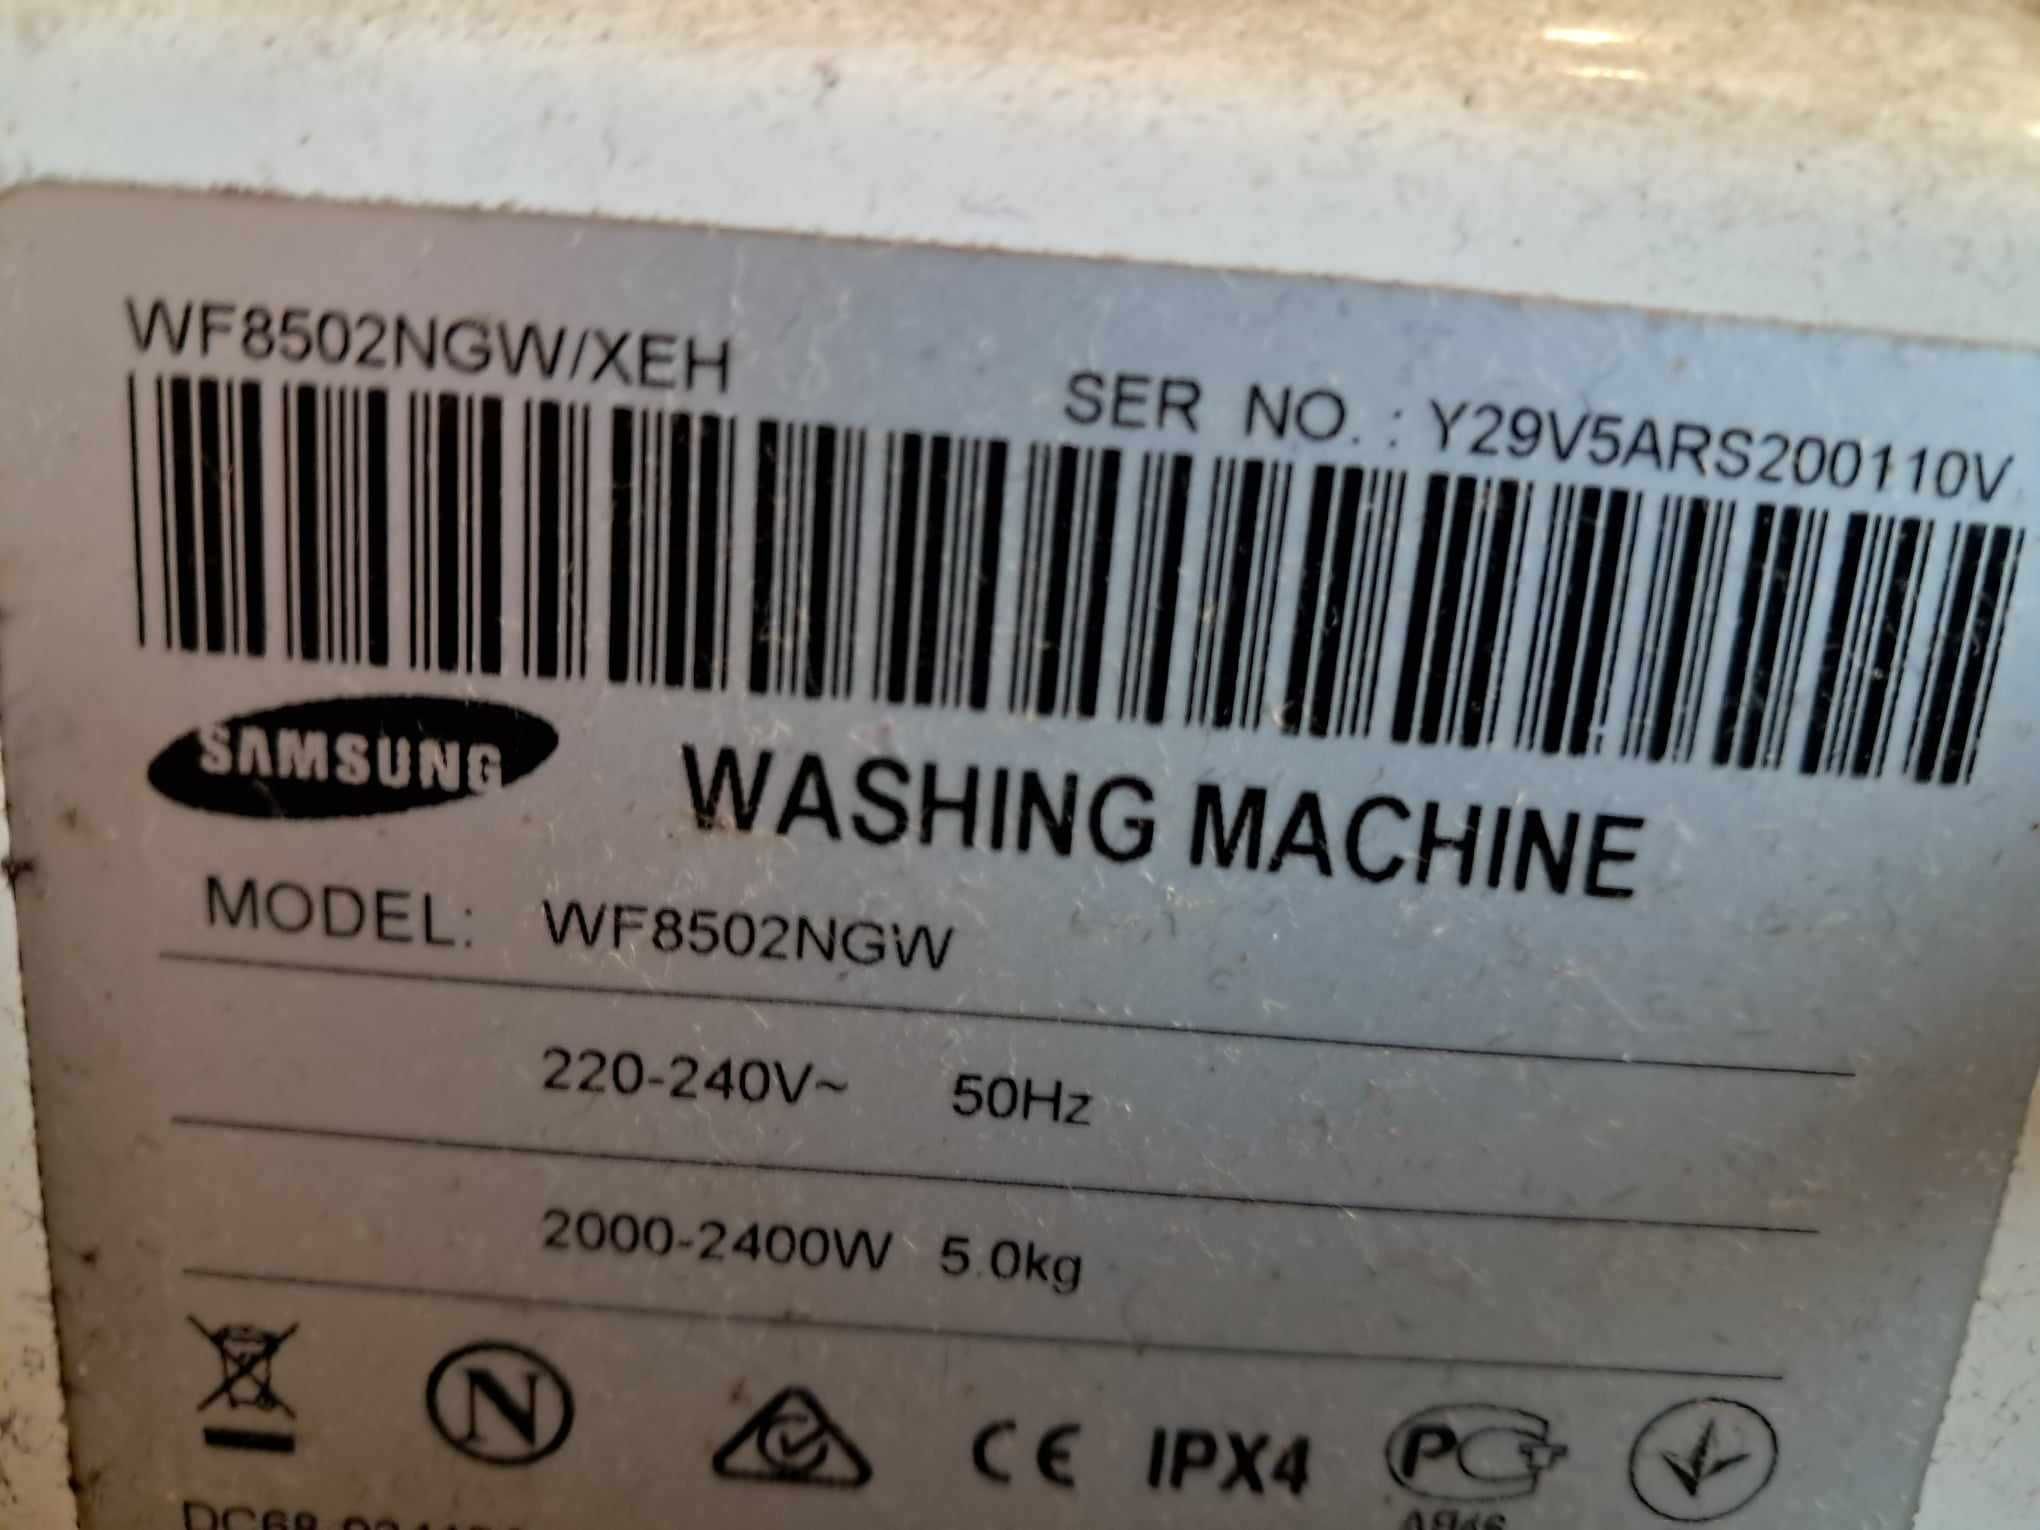 WF8502NGW/XEH
SER NO. : Y29V5ARS200110V
SAMSUNG
WASHING MACHINE
MODEL: WF8502NGW
220-240V~ 50Hz
2000-2400W 5.0kg
N
CE IPX4 PC